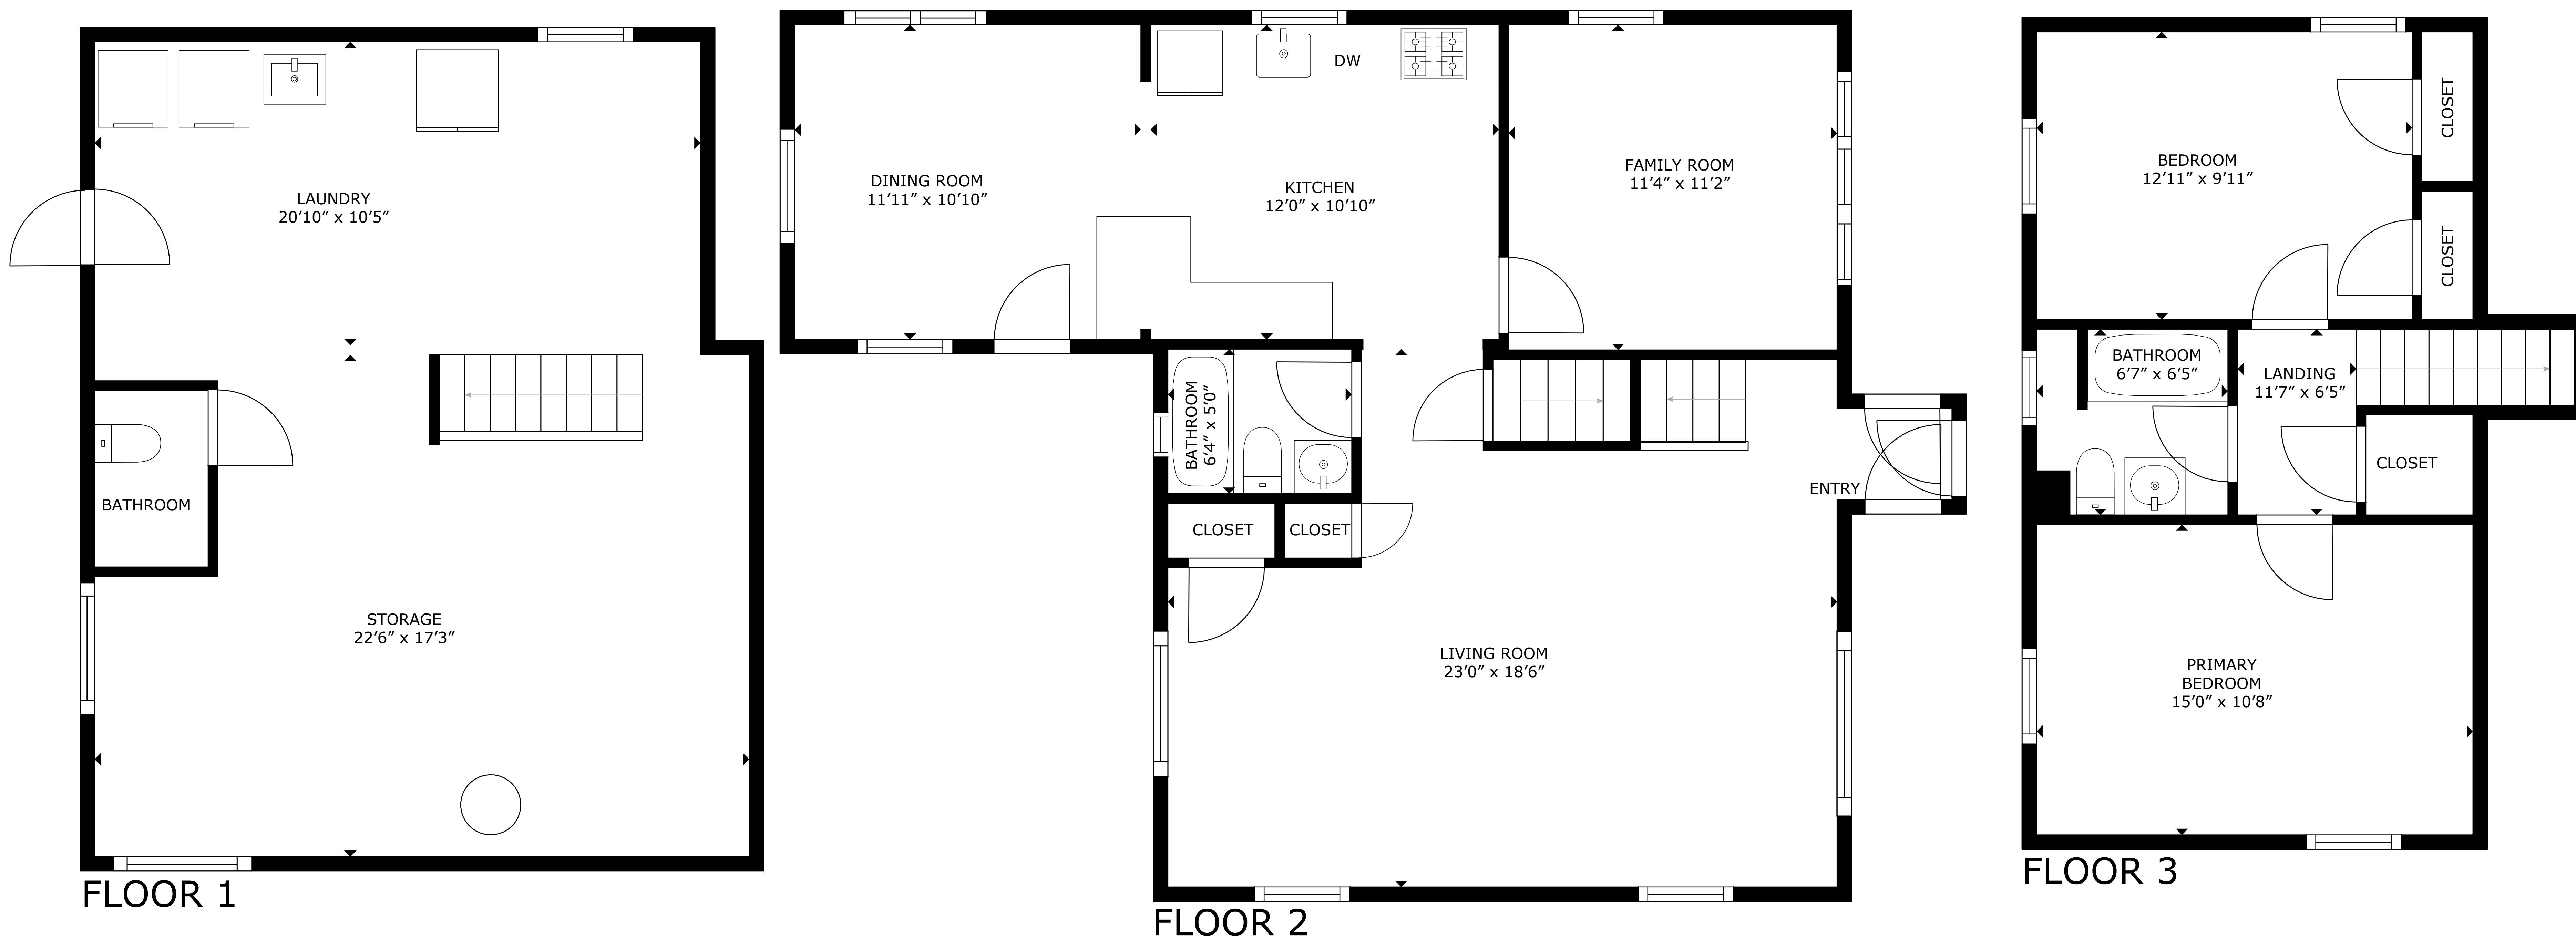 LAUNDRY
20’10” x 10’5”
BATHROOM
STORAGE
22’6” x 17’3”
FLOOR 1
DINING ROOM
11’11” x 10’10”
DW
KITCHEN
12’0” x 10’10”
FAMILY ROOM
11’4” x 11’2”
BATHROOM
6’4” x 5’0”
ENTRY
CLOSET
CLOSET
LIVING ROOM
23’0” x 18’6”
FLOOR 2
BEDROOM
12’11” x 9’11”
CLOSET
CLOSET
BATHROOM
6’7” x 6’5”
LANDING
11’7” x 6’5”
CLOSET
PRIMARY
BEDROOM
15’0” x 10’8”
FLOOR 3